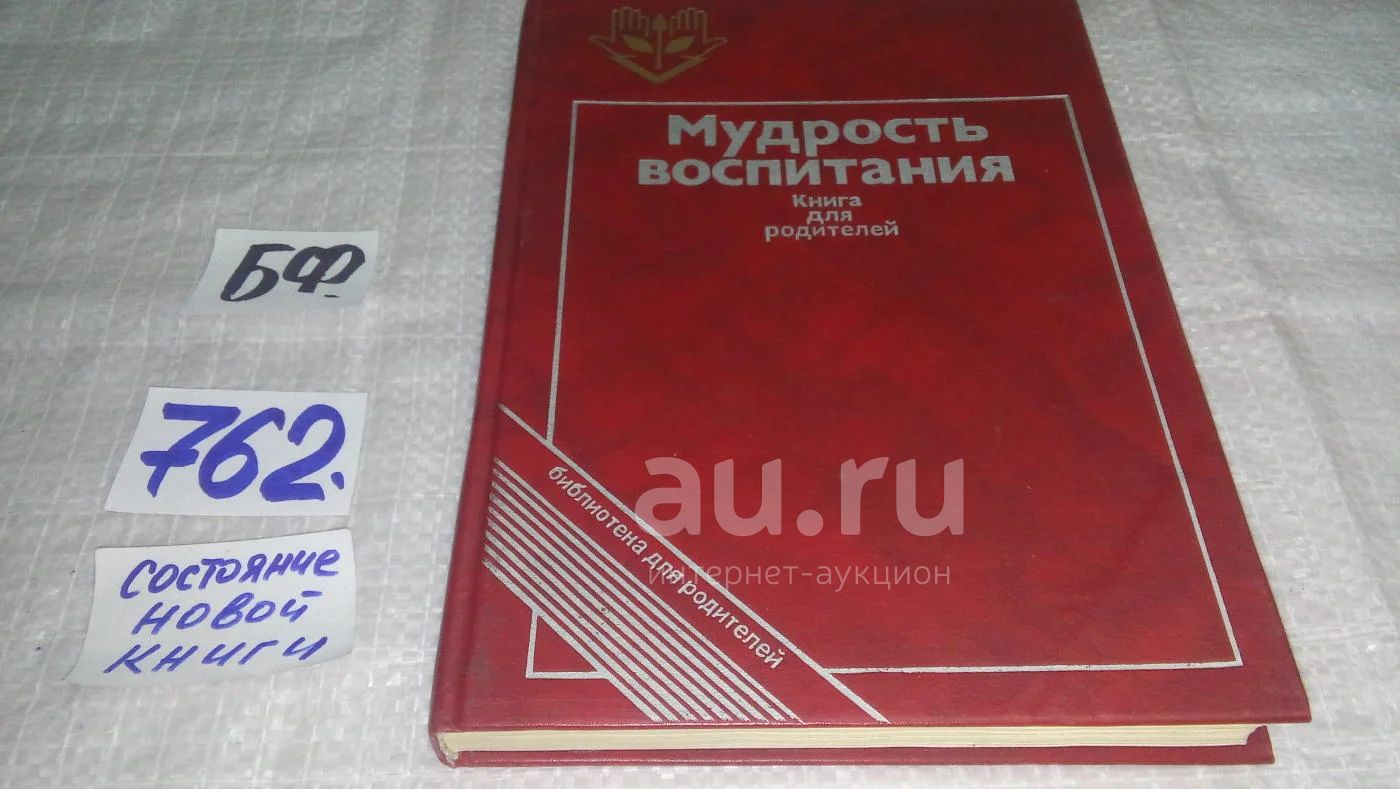 Мудрость
воспитания
Книга
для
родителей
библиотека для родителей
БФ.
762.
состояние
новой
книги
au.ru
интернет-аукцион